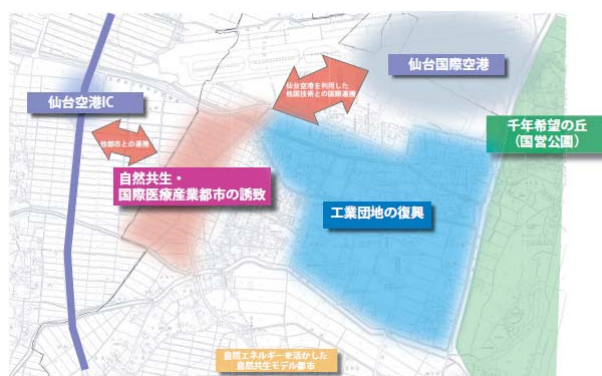 仙台国際空港
仙台空港を利用した
他国技術との国際連携
仙台空港IC
他都市との連携
千年希望の丘
(国営公園)
自然共生・
国際医療産業都市の誘致
工業団地の復興
自然エネルギーを活かした
自然共生モデル都市